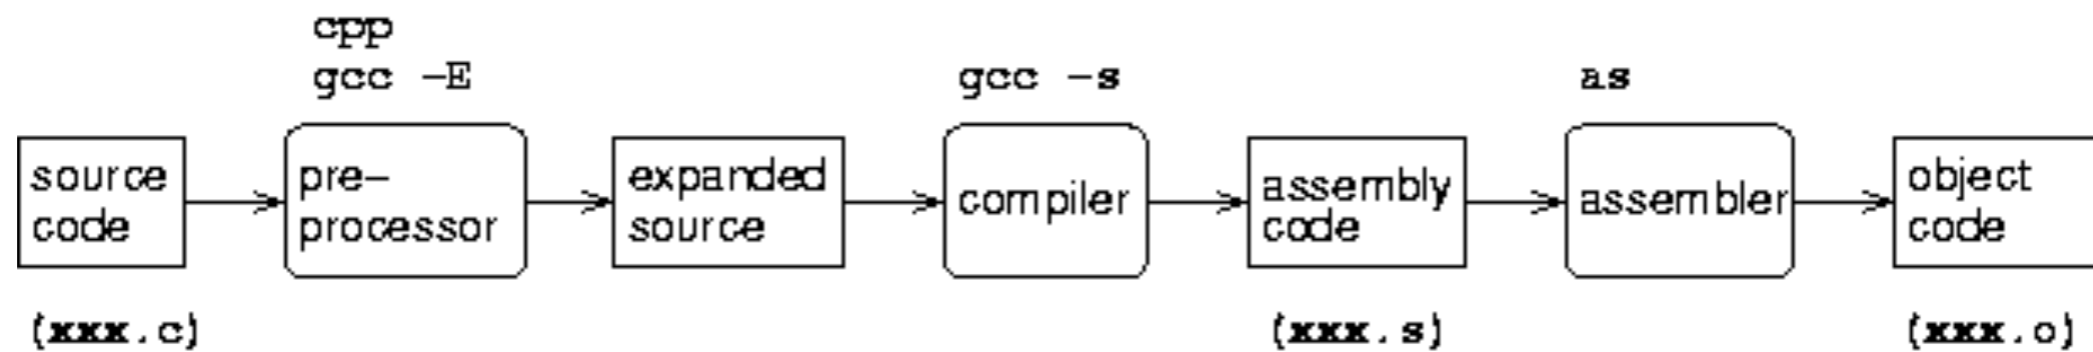 cpp
gcc -E
gcc -s
as
source
code
pre-
processor
expanded
source
compiler
assembly
code
assembler
object
code
(xxx.c)
(xxx.s)
(xxx.o)